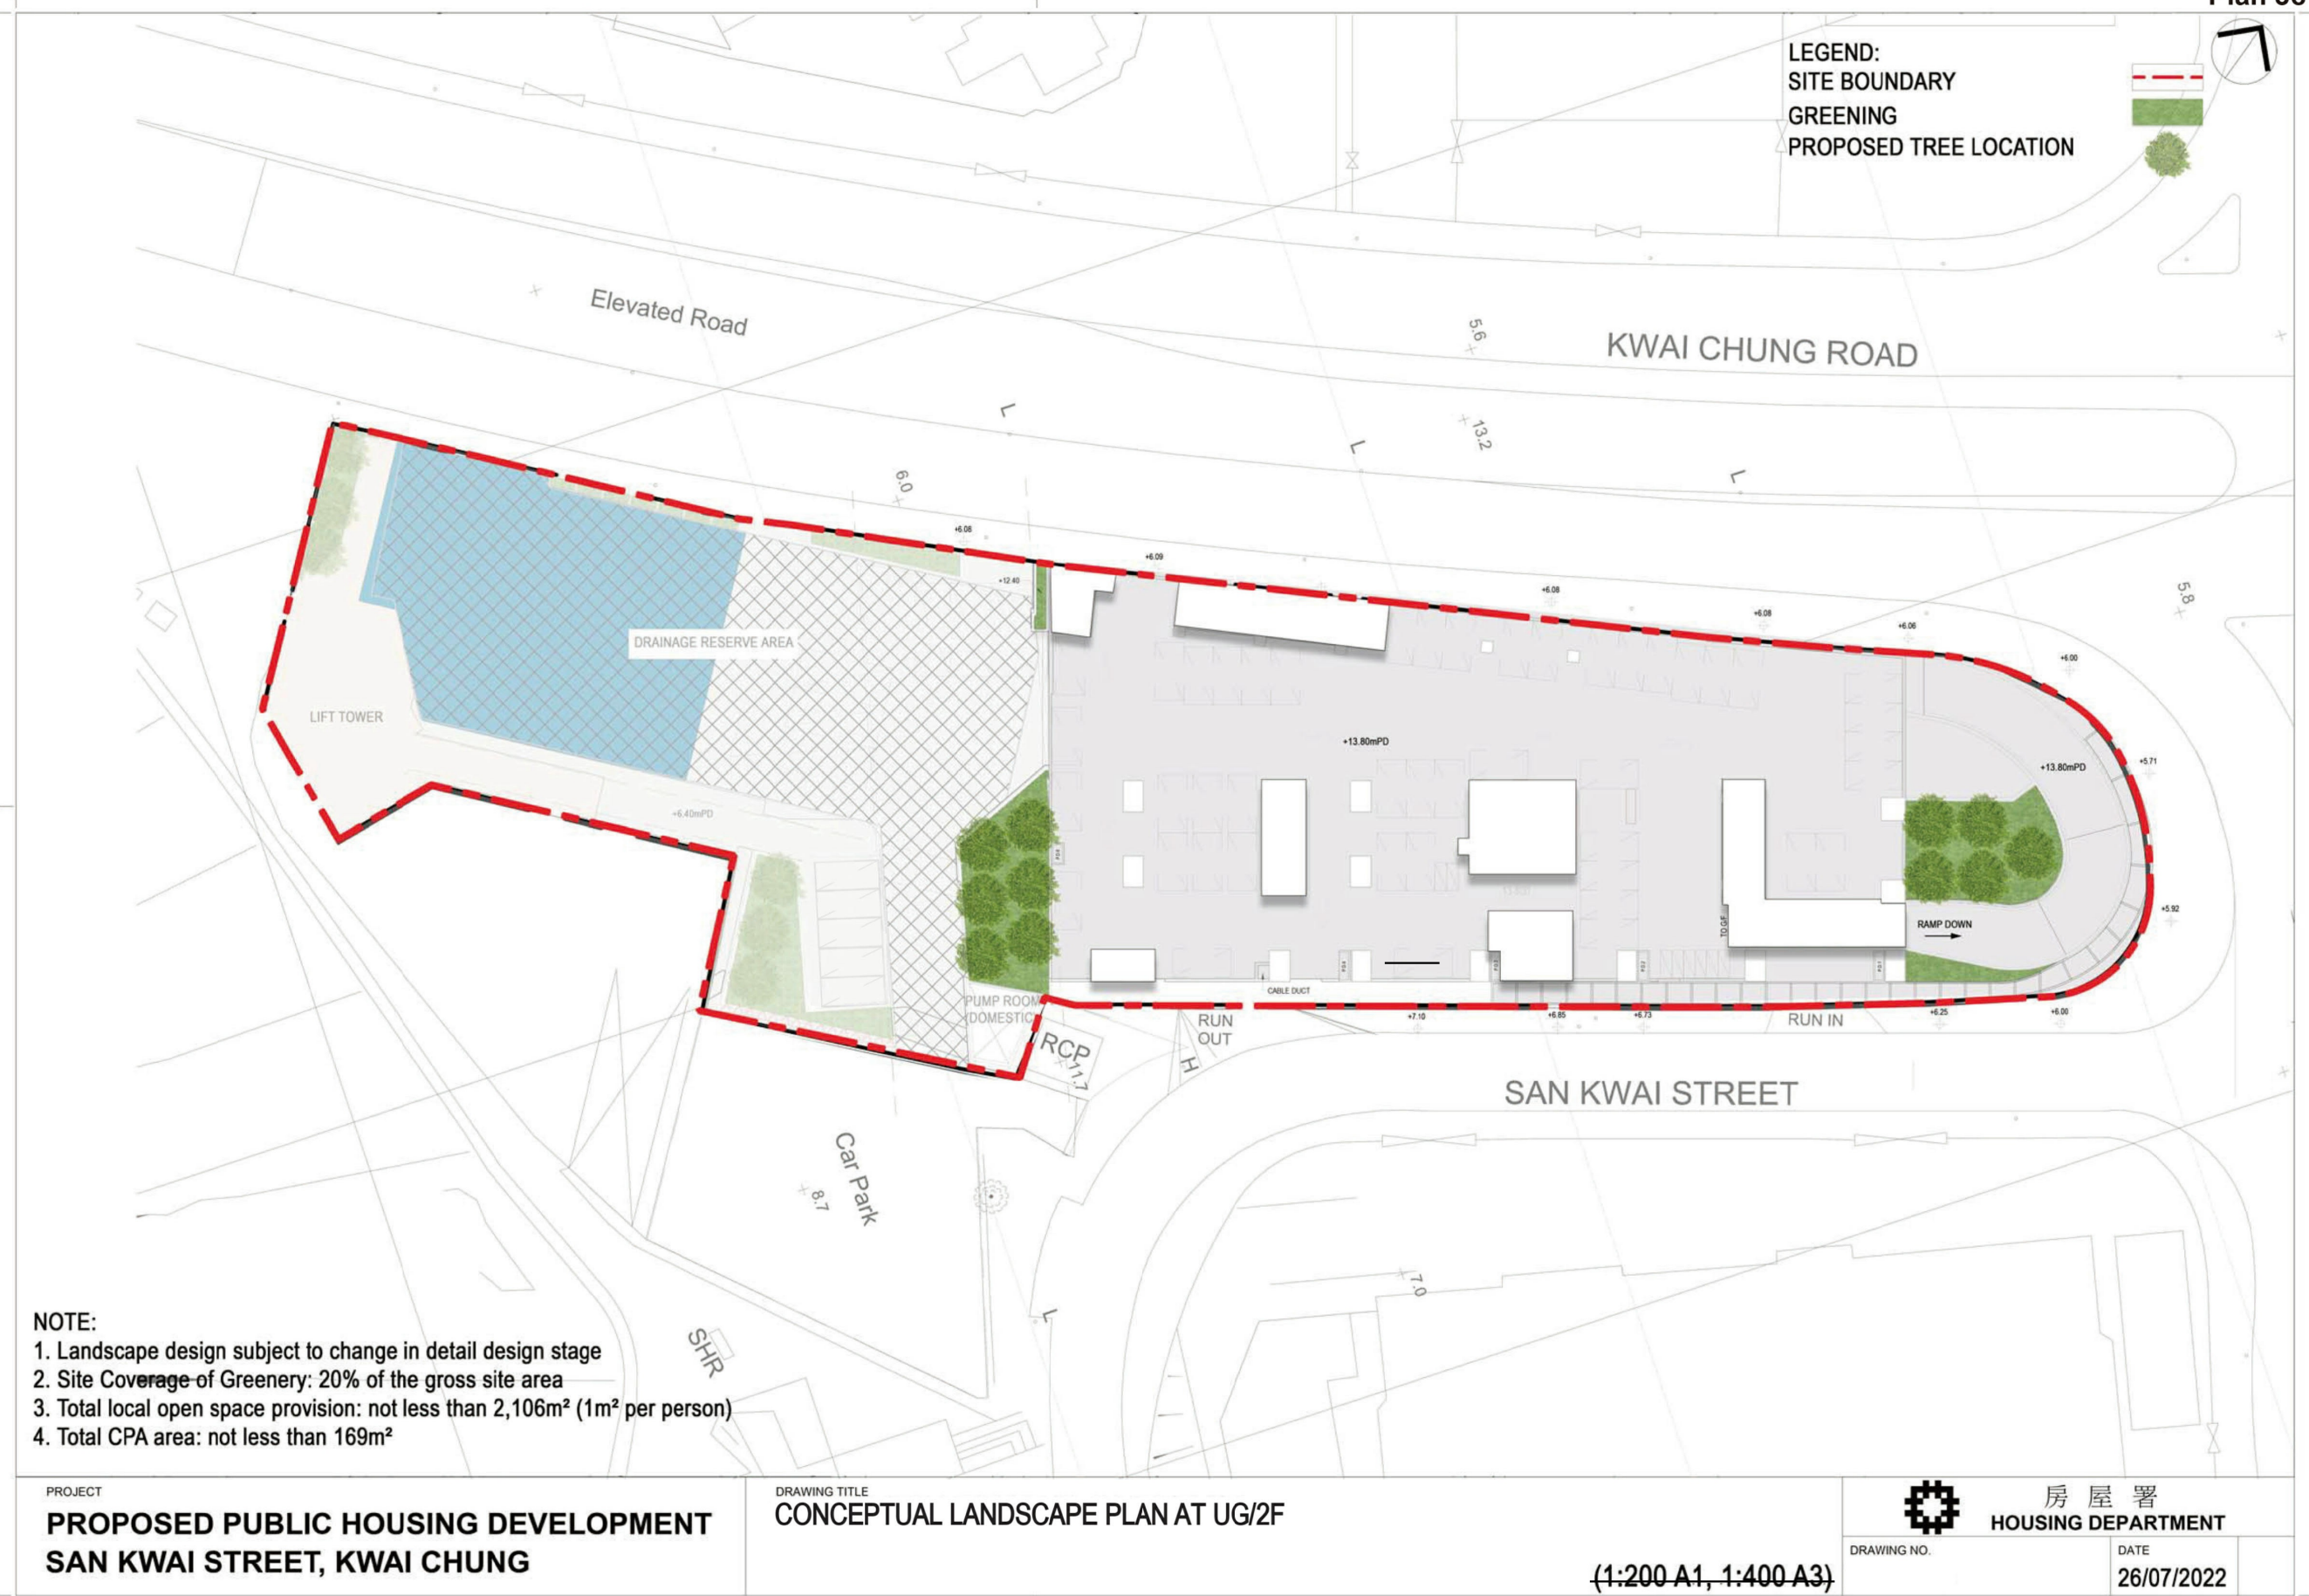 LEGEND:
SITE BOUNDARY
GREENING
PROPOSED TREE LOCATION
Elevated Road
KWAI CHUNG ROAD
5.6
13.2
L
L
L
6.0
+6.08
+6.09
+12.40
+6.08
+6.08
+6.06
+6.00
5.8
DRAINAGE RESERVE AREA
LIFT TOWER
+13.80mPD
+13.80mPD
+5.71
+6.40mPD
+5.92
RAMP DOWN
TO GF
CABLE DUCT
PUMP ROOM
(DOMESTIC)
RCP
11.7
RUN
OUT
H
+7.10
+6.85
+6.73
RUN IN
+6.25
+6.00
SAN KWAI STREET
Car Park
8.7
7.0
L
SHR
NOTE:
1. Landscape design subject to change in detail design stage
2. Site Coverage of Greenery: 20% of the gross site area
3. Total local open space provision: not less than 2,106m² (1m² per person)
4. Total CPA area: not less than 169m²
PROJECT
PROPOSED PUBLIC HOUSING DEVELOPMENT
SAN KWAI STREET, KWAI CHUNG
DRAWING TITLE
CONCEPTUAL LANDSCAPE PLAN AT UG/2F
(1:200 A1, 1:400 A3)
房屋署
HOUSING DEPARTMENT
DRAWING NO.
DATE
26/07/2022